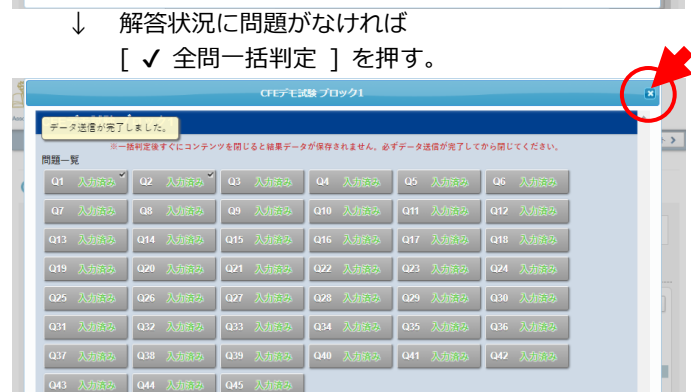 ↓ 解答状況に問題がなければ
[ ✔ 全問一括判定 ] を押す。
CFEデモ試験 ブロック1
データ送信が完了しました。
※一括判定後すぐにコンテンツを閉じると結果データが保存されません。必ずデータ送信が完了してから閉じてください。
問題一覧
Q1 入力済み Q2 入力済み Q3 入力済み Q4 入力済み Q5 入力済み Q6 入力済み
Q7 入力済み Q8 入力済み Q9 入力済み Q10 入力済み Q11 入力済み Q12 入力済み
Q13 入力済み Q14 入力済み Q15 入力済み Q16 入力済み Q17 入力済み Q18 入力済み
Q19 入力済み Q20 入力済み Q21 入力済み Q22 入力済み Q23 入力済み Q24 入力済み
Q25 入力済み Q26 入力済み Q27 入力済み Q28 入力済み Q29 入力済み Q30 入力済み
Q31 入力済み Q32 入力済み Q33 入力済み Q34 入力済み Q35 入力済み Q36 入力済み
Q37 入力済み Q38 入力済み Q39 入力済み Q40 入力済み Q41 入力済み Q42 入力済み
Q43 入力済み Q44 入力済み Q45 入力済み